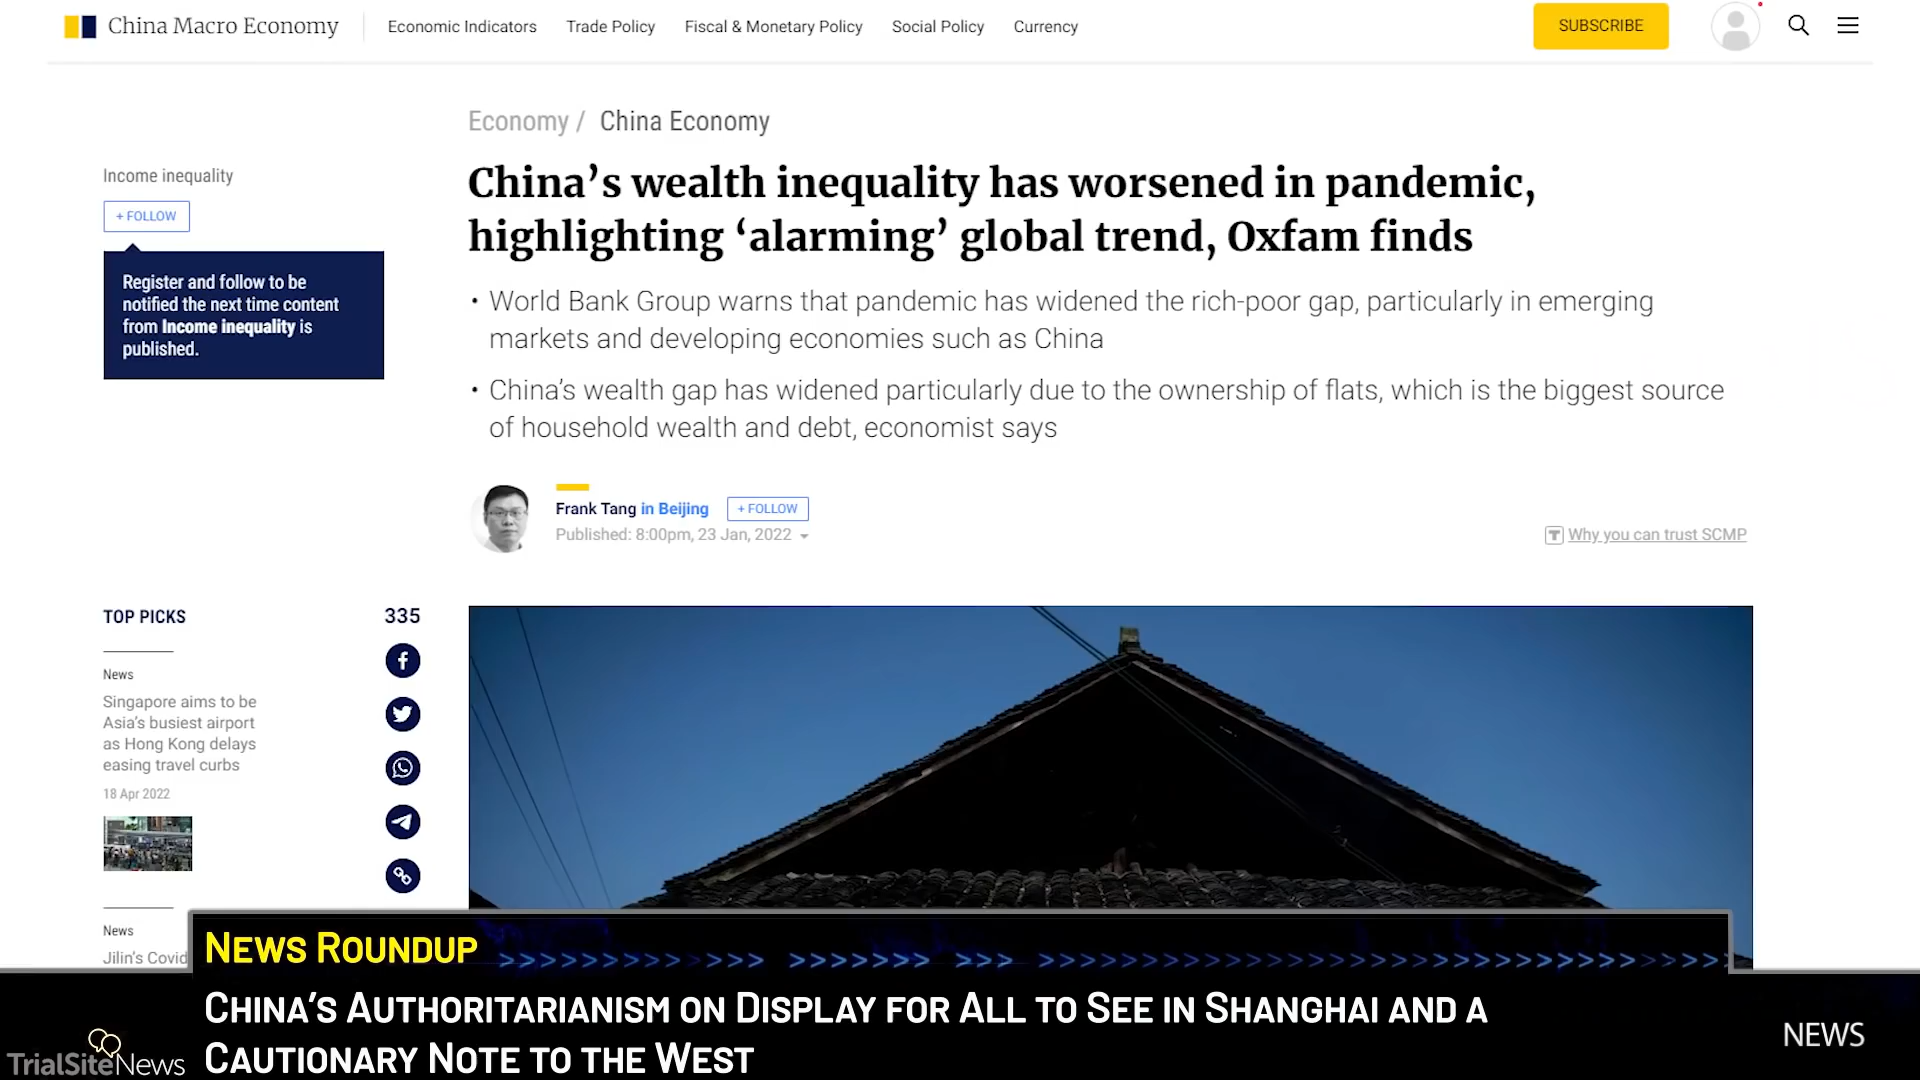 China Macro Economy
Economic Indicators
Trade Policy
Fiscal & Monetary Policy
Social Policy
Currency
SUBSCRIBE
Economy / China Economy
China’s wealth inequality has worsened in pandemic,
highlighting ‘alarming’ global trend, Oxfam finds
Income inequality
+ FOLLOW
Register and follow to be
notified the next time content
from Income inequality is
published.
• World Bank Group warns that pandemic has widened the rich-poor gap, particularly in emerging
markets and developing economies such as China
• China’s wealth gap has widened particularly due to the ownership of flats, which is the biggest source
of household wealth and debt, economist says
Frank Tang in Beijing
+ FOLLOW
Published: 8:00pm, 23 Jan, 2022
Why you can trust SCMP
TOP PICKS
335
News
Singapore aims to be
Asia’s busiest airport
as Hong Kong delays
easing travel curbs
18 Apr 2022
News
Jilin’s Covid
NEWS ROUNDUP
CHINA’S AUTHORITARIANISM ON DISPLAY FOR ALL TO SEE IN SHANGHAI AND A
CAUTIONARY NOTE TO THE WEST
TrialSiteNews
NEWS